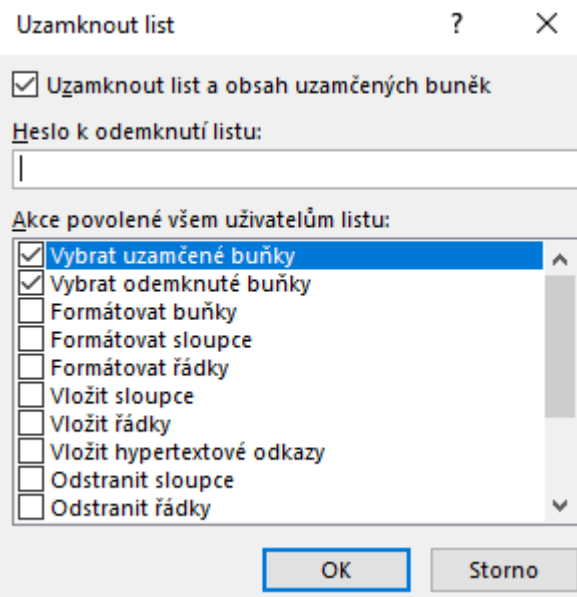 Uzamknout list
?
Uzamknout list a obsah uzamčených buněk
Heslo k odemknutí listu:
Akce povolené všem uživatelům listu:
Vybrat uzamčené buňky
Vybrat odemknuté buňky
Formátovat buňky
Formátovat sloupce
Formátovat řádky
Vložit sloupce
Vložit řádky
Vložit hypertextové odkazy
Odstranit sloupce
Odstranit řádky
OK Storno